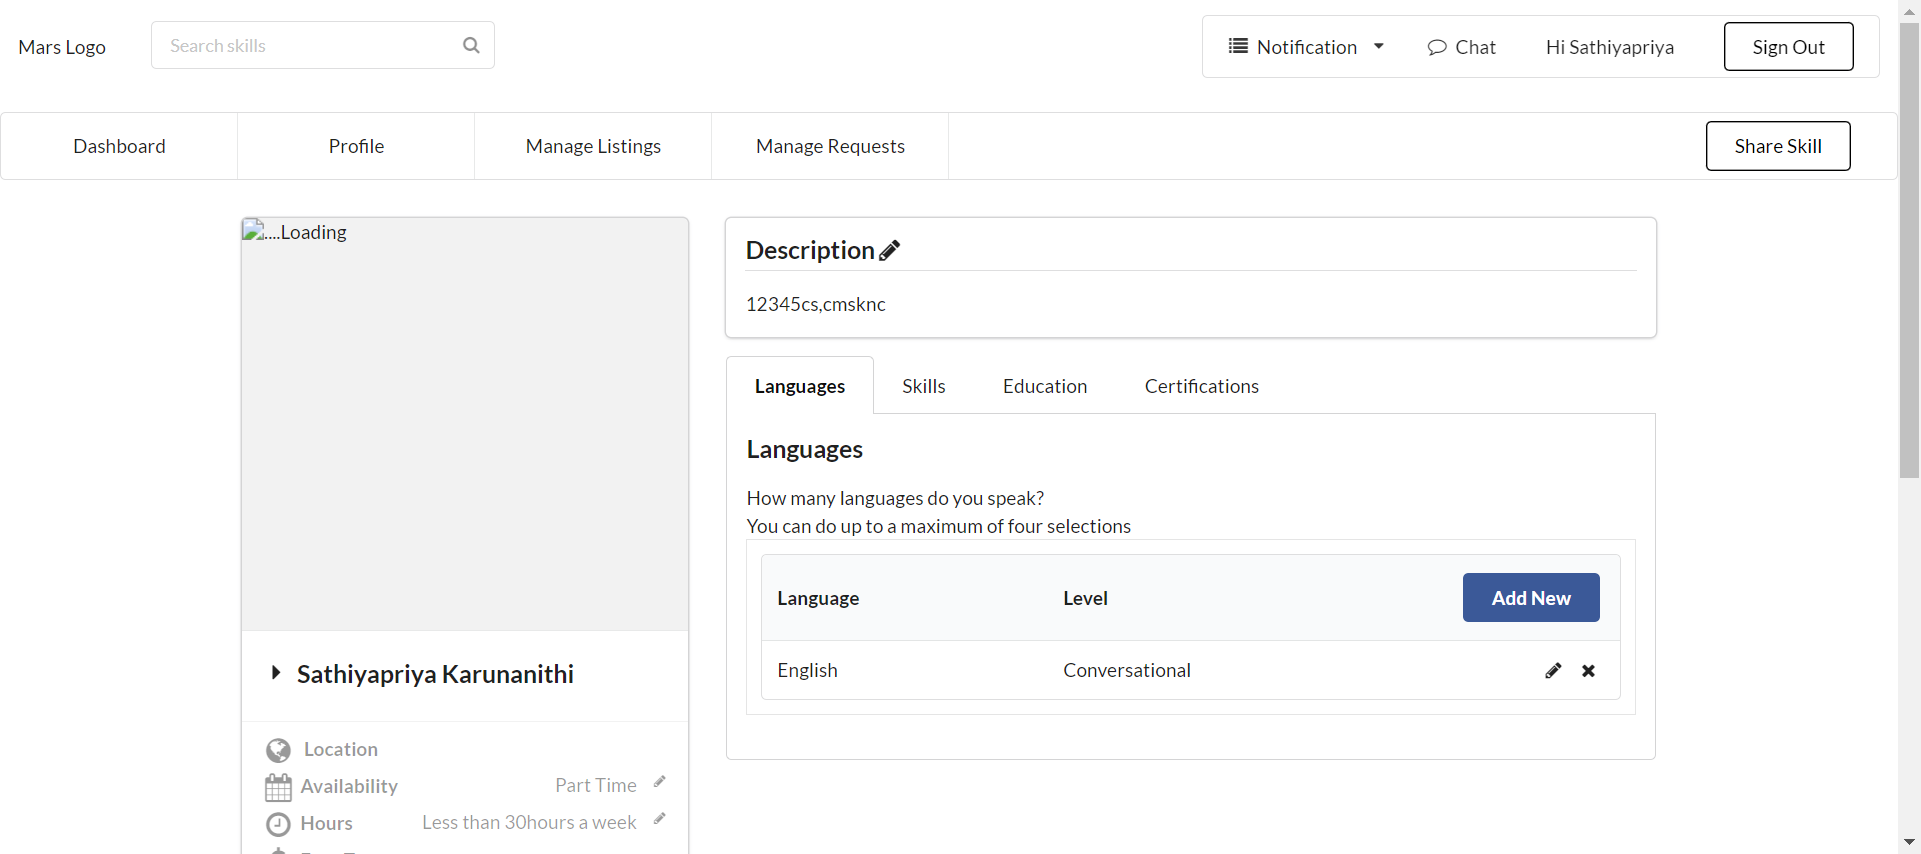 Mars Logo
Search skills
Notification
Chat
Hi Sathiyapriya
Sign Out
Dashboard
Profile
Manage Listings
Manage Requests
Share Skill
....Loading
Sathiyapriya Karunanithi
Location
Availability Part Time
Hours Less than 30hours a week
Description
12345cs,cmsknc
Languages Skills Education Certifications
Languages
How many languages do you speak?
You can do up to a maximum of four selections
Language Level Add New
English Conversational